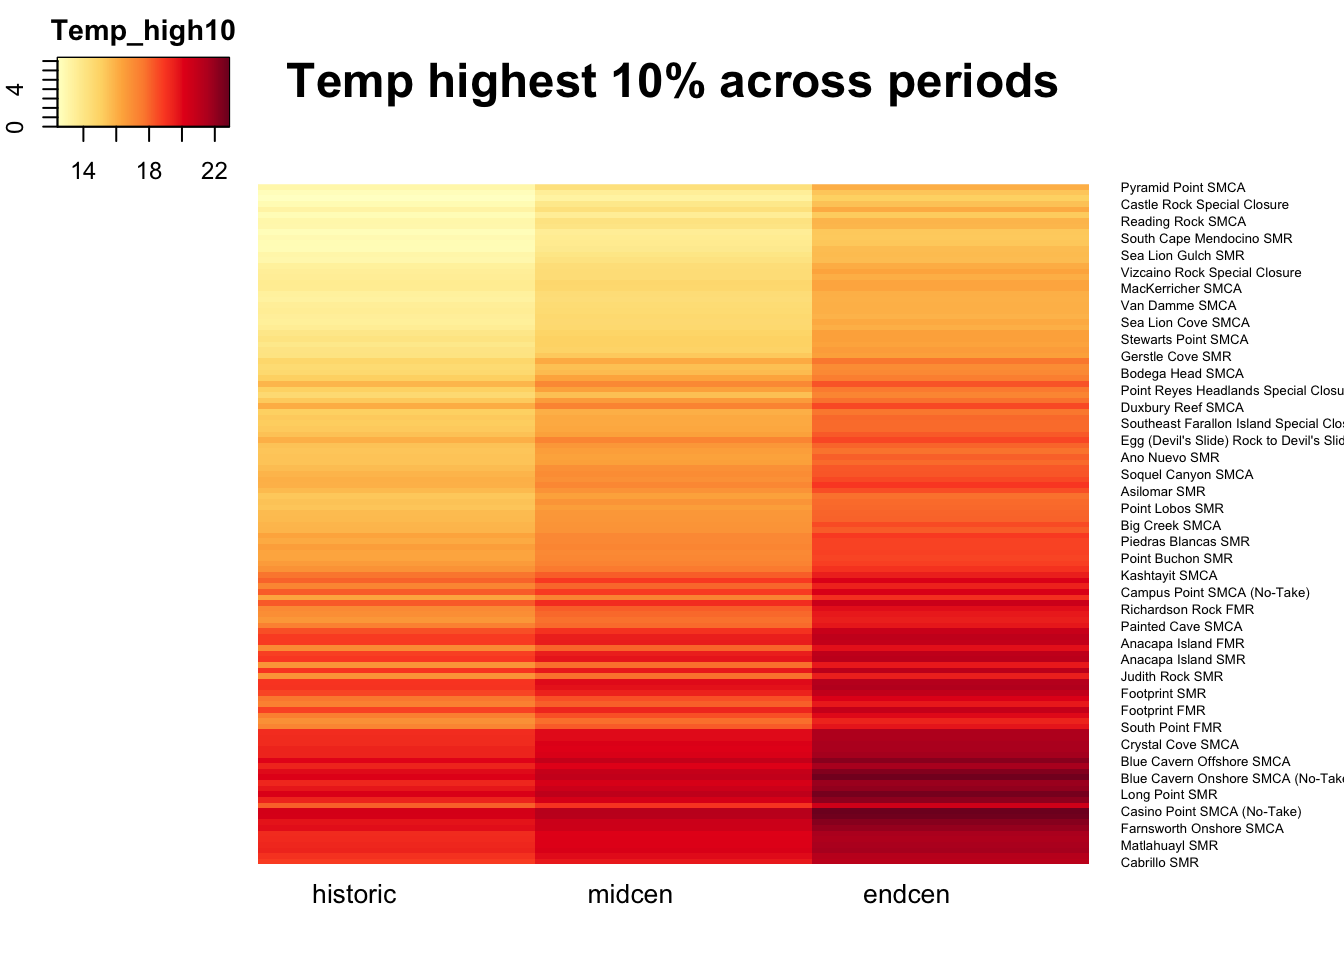 Temp_high10
Temp highest 10% across periods
0 4
14 18 22
Pyramid Point SMCA
Castle Rock Special Closure
Reading Rock SMCA
South Cape Mendocino SMR
Sea Lion Gulch SMR
Vizcaino Rock Special Closure
MacKerricher SMCA
Van Damme SMCA
Sea Lion Cove SMCA
Stewarts Point SMCA
Gerstle Cove SMR
Bodega Head SMCA
Point Reyes Headlands Special Closu
Duxbury Reef SMCA
Southeast Farallon Island Special Clos
Egg (Devil's Slide) Rock to Devil's Slid
Ano Nuevo SMR
Soquel Canyon SMCA
Asilomar SMR
Point Lobos SMR
Big Creek SMCA
Piedras Blancas SMR
Point Buchon SMR
Kashtayit SMCA
Campus Point SMCA (No-Take)
Richardson Rock FMR
Painted Cave SMCA
Anacapa Island FMR
Anacapa Island SMR
Judith Rock SMR
Footprint SMR
Footprint FMR
South Point FMR
Crystal Cove SMCA
Blue Cavern Offshore SMCA
Blue Cavern Onshore SMCA (No-Take
Long Point SMR
Casino Point SMCA (No-Take)
Farnsworth Onshore SMCA
Matlahuayl SMR
Cabrillo SMR
historic midcen endcen